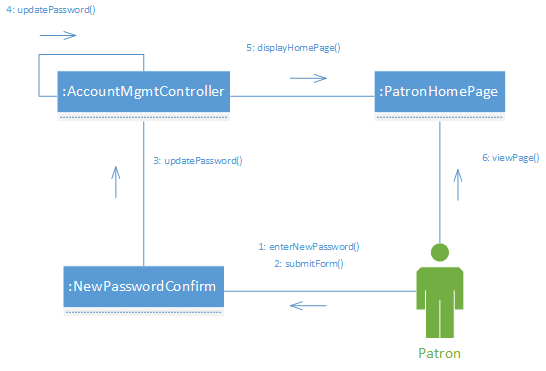 4: updatePassword()
5: displayHomePage()
:AccountMgmtController
:PatronHomePage
3: updatePassword()
6: viewPage()
1: enterNewPassword()
2: submitForm()
:NewPasswordConfirm
Patron